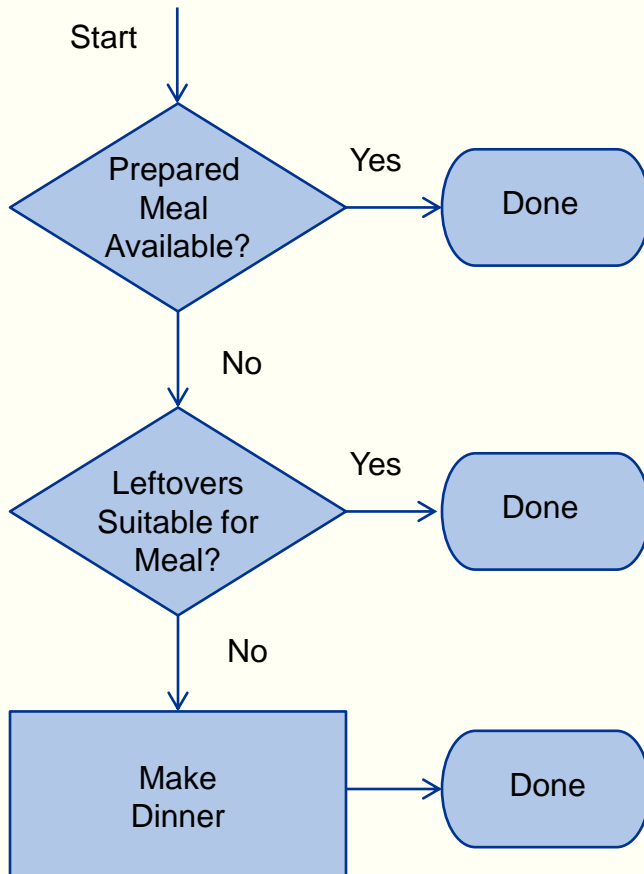 Start
Prepared
Meal
Available?
Yes
Done
No
Leftovers
Suitable for
Meal?
Yes
Done
No
Make
Dinner
Done